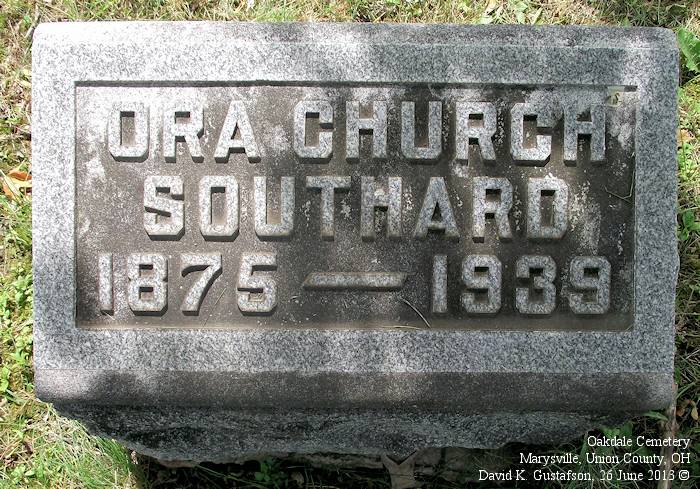 ORA CHURCH
SOUTHARD
1875 — 1939
Oakdale Cemetery
Marysville, Union County, OH
David K. Gustafson, 26 June 2013 ©